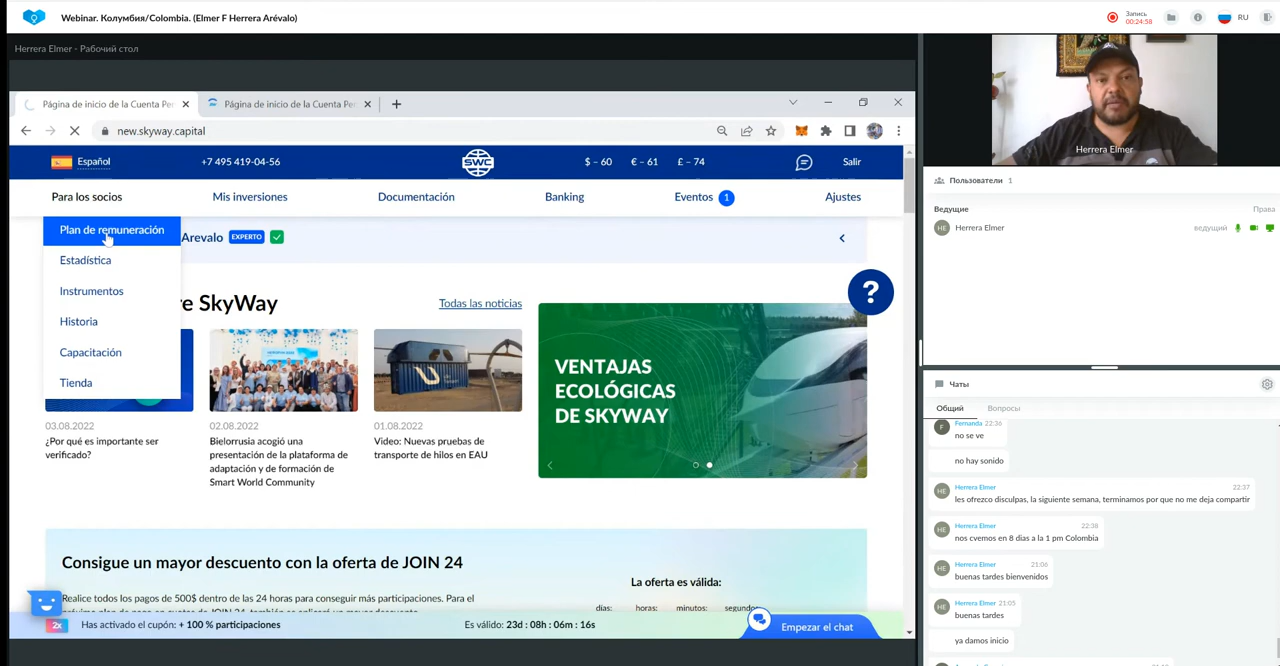 Webinar. Колумбия/Colombia. (Elmer F Herrera Arévalo)
Запись
00:24:58
RU
Herrera Elmer - Рабочий стол
Página de inicio de la Cuenta Per
Página de inicio de la Cuenta Per
new.skyway.capital
Español
+7 495 419-04-56
SWC
$ – 60
€ – 61
£ – 74
Salir
Para los socios
Mis inversiones
Documentación
Banking
Eventos 1
Ajustes
Plan de remuneración
Estadística
Instrumentos
Historia
Capacitación
Tienda
Arevalo
EXPERTO
re SkyWay
Todas las noticias
?
VENTAJAS
ECOLÓGICAS
DE SKYWAY
03.08.2022
¿Por qué es importante ser
verificado?
02.08.2022
Bielorrusia acogió una
presentación de la plataforma de
adaptación y de formación de
Smart World Community
01.08.2022
Video: Nuevas pruebas de
transporte de hilos en EAU
Consigue un mayor descuento con la oferta de JOIN 24
Realice todos los pagos de 500$ dentro de las 24 horas para conseguir más participaciones. Para el
La oferta es válida:
días:
horas:
minutos:
segundos:
2x
Has activado el cupón: + 100 % participaciones
Es válido: 23d : 08h : 06m : 16s
Empezar el chat
Herrera Elmer
Пользователи 1
Ведущие
Права
HE
Herrera Elmer
ведущий
Чаты
Общий
Вопросы
F
Fernanda 22:36
no se ve
no hay sonido
HE
Herrera Elmer
22:37
les ofrezco disculpas, la siguiente semana, terminamos por que no me deja compartir
HE
Herrera Elmer
22:38
nos cvemos en 8 dias a la 1 pm Colombia
HE
Herrera Elmer
21:06
buenas tardes bienvenidos
HE
Herrera Elmer 21:05
buenas tardes
ya damos inicio